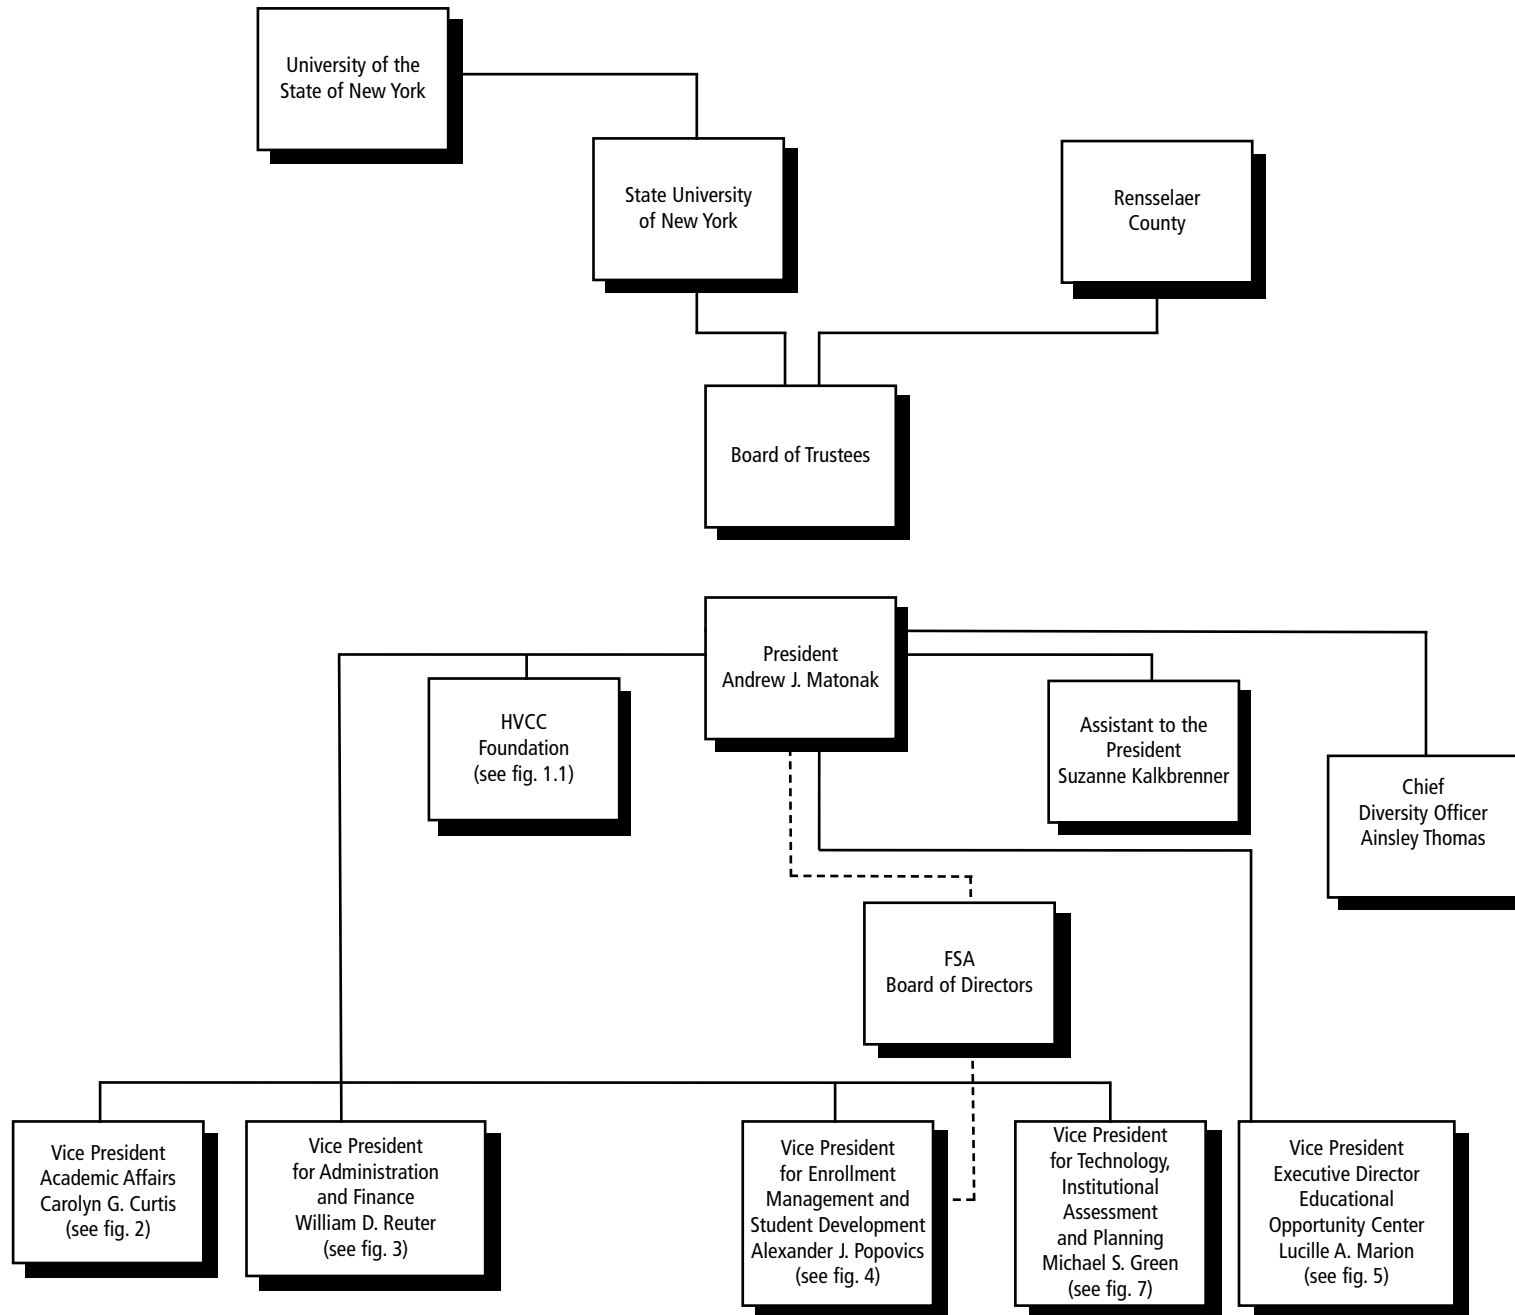 University of the
State of New York
State University
of New York
Rensselaer
County
Board of Trustees
President
Andrew J. Matonak
HVCC
Foundation
(see fig. 1.1)
Assistant to the
President
Suzanne Kalkbrenner
Chief
Diversity Officer
Ainsley Thomas
FSA
Board of Directors
Vice President
Academic Affairs
Carolyn G. Curtis
(see fig. 2)
Vice President
for Administration
and Finance
William D. Reuter
(see fig. 3)
Vice President
for Enrollment
Management and
Student Development
Alexander J. Popovics
(see fig. 4)
Vice President
for Technology,
Institutional
Assessment
and Planning
Michael S. Green
(see fig. 7)
Vice President
Executive Director
Educational
Opportunity Center
Lucille A. Marion
(see fig. 5)